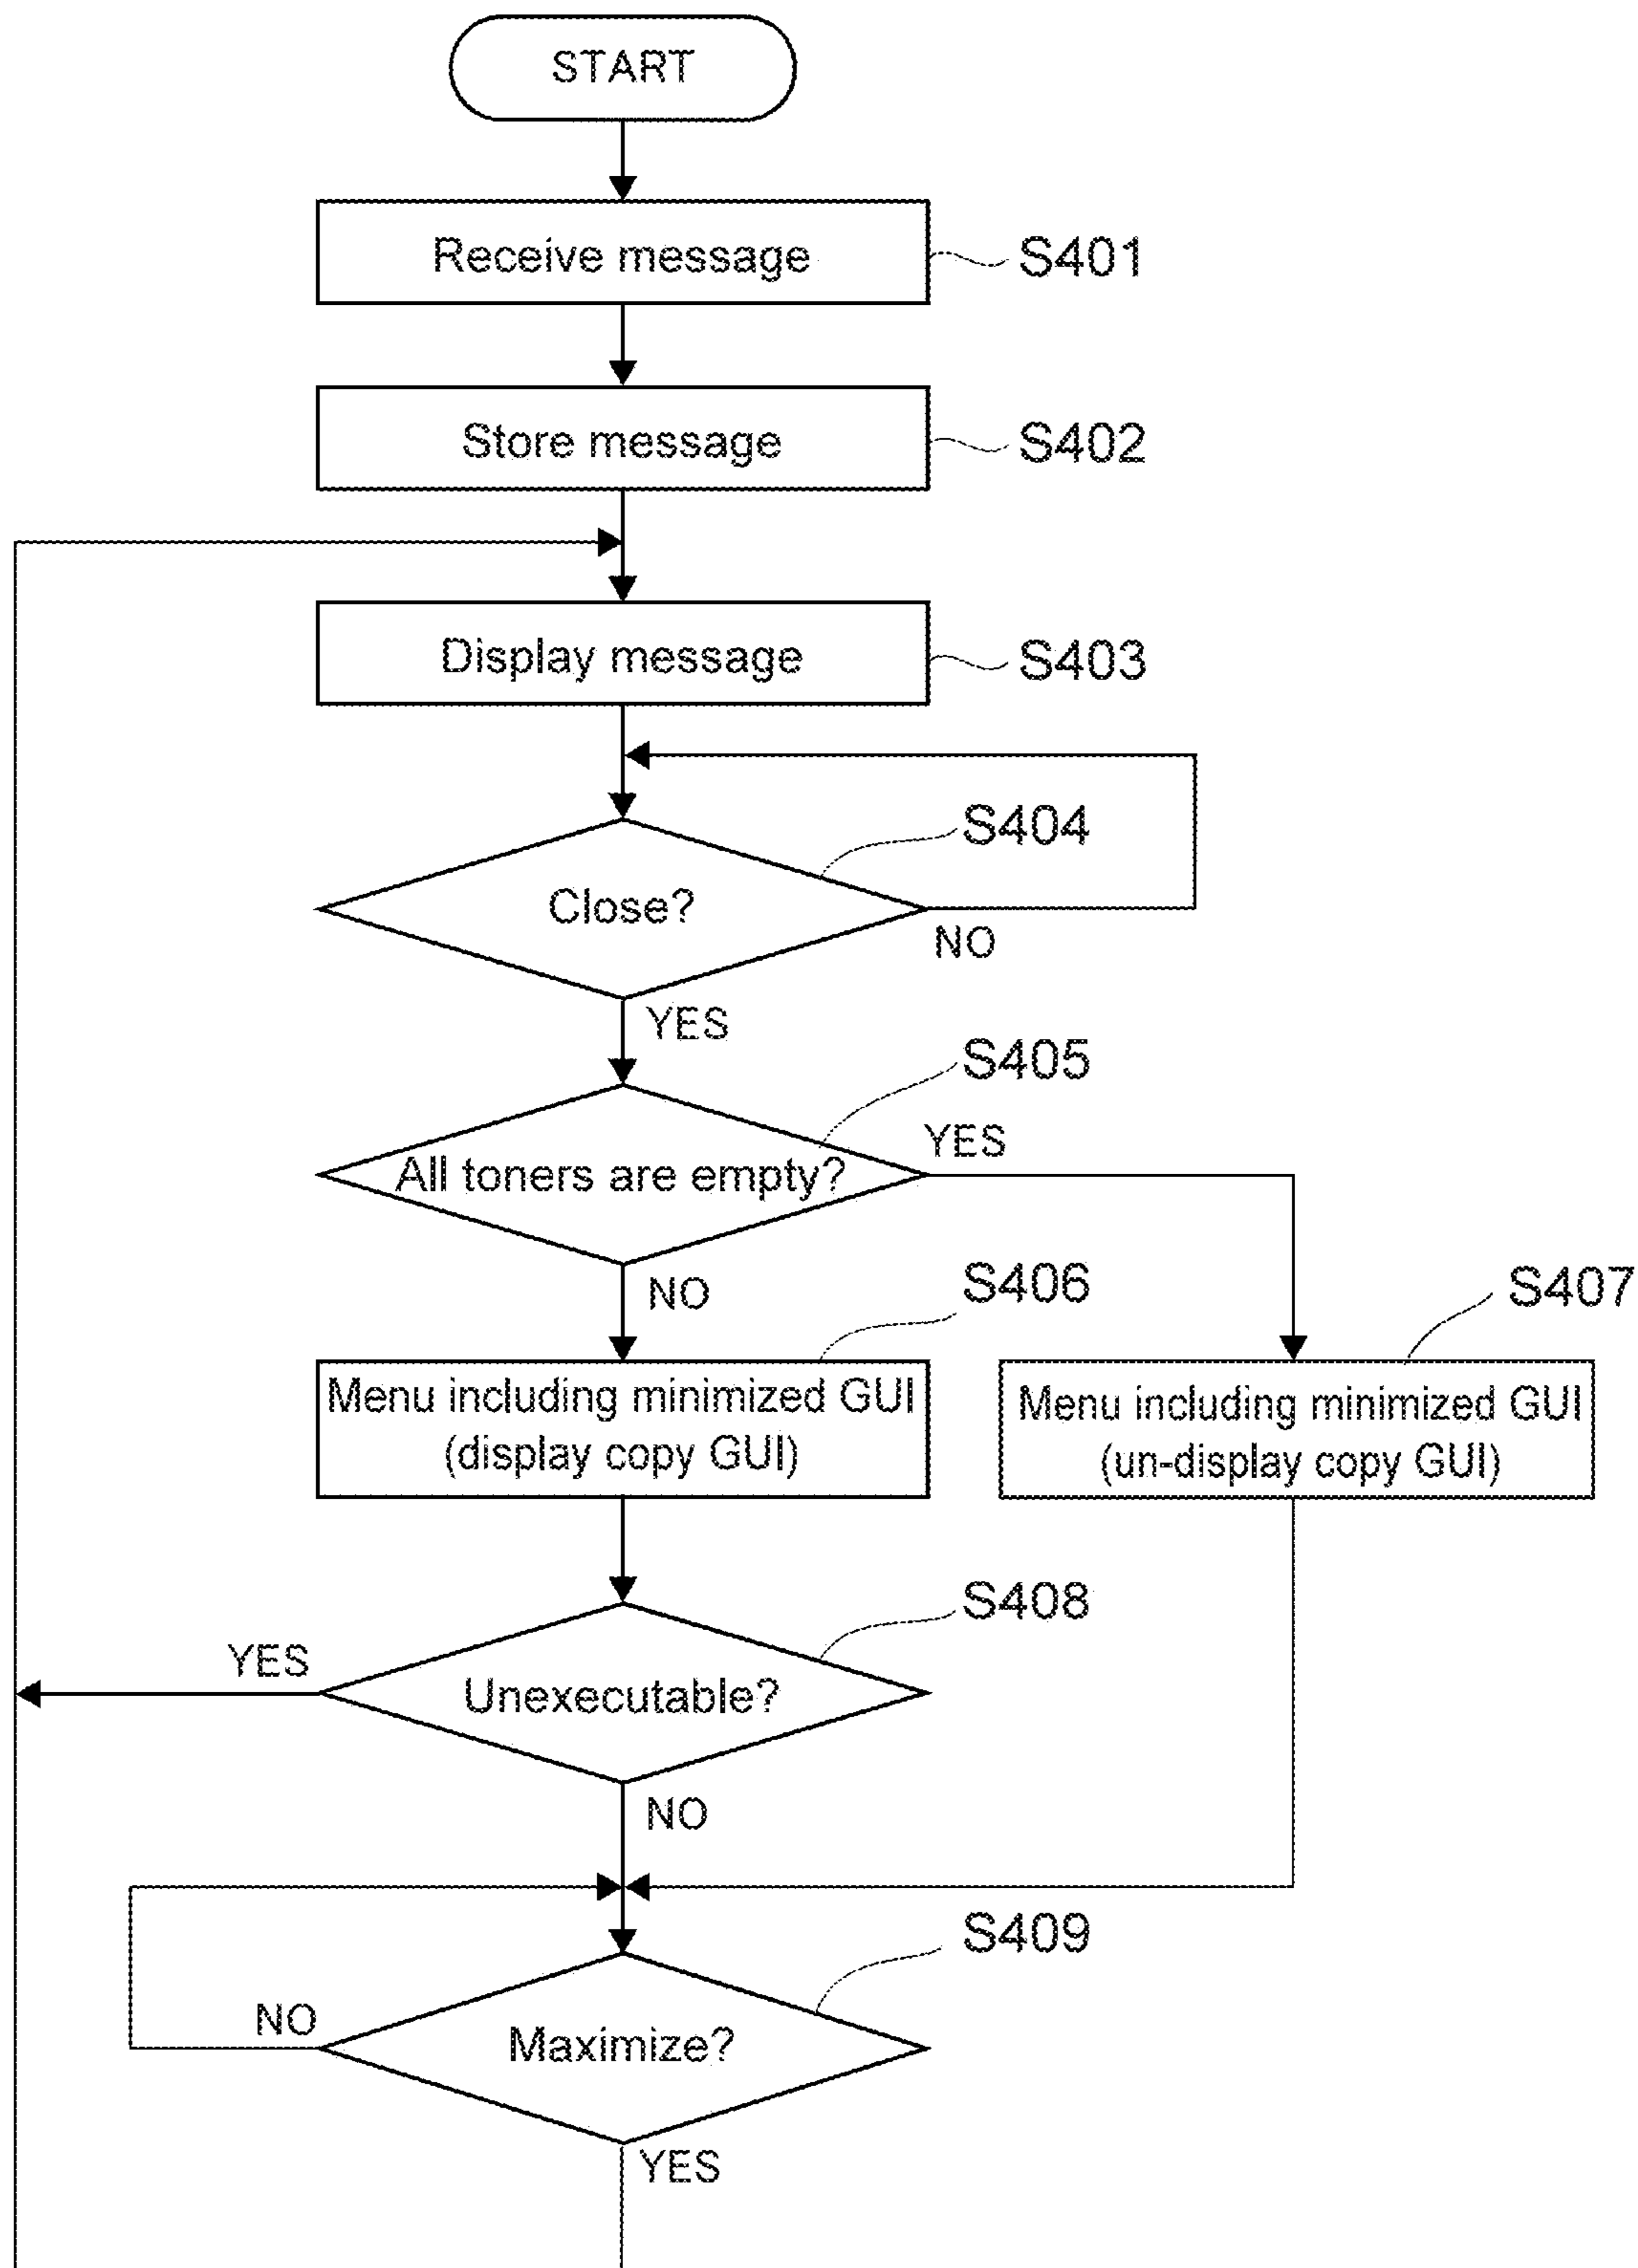 START
Receive message
S401
Store message
S402
Display message
S403
S404
Close?
NO
YES
S405
YES
All toners are empty?
NO
S406
S407
Menu including minimized GUI
(display copy GUI)
Menu including minimized GUI
(un-display copy GUI)
S408
YES
Unexecutable?
NO
S409
NO
Maximize?
YES